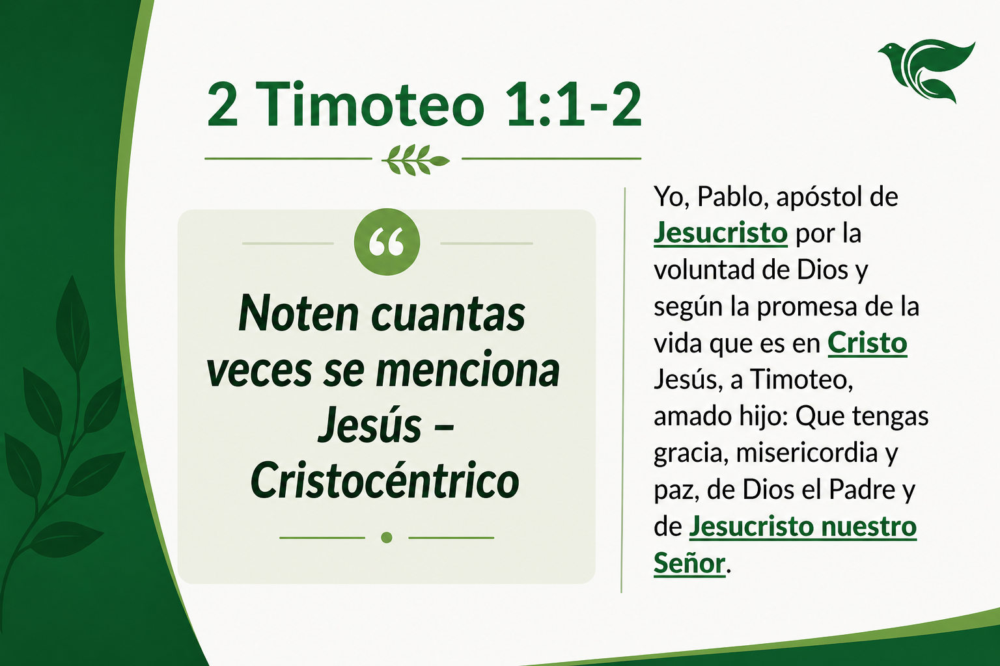 2 Timoteo 1:1-2
“
Noten cuantas
veces se menciona
Jesús –
Cristocéntrico
Yo, Pablo, apóstol de
Jesucristo por la
voluntad de Dios y
según la promesa de la
vida que es en Cristo
Jesús, a Timoteo,
amado hijo: Que tengas
gracia, misericordia y
paz, de Dios el Padre y
de Jesucristo nuestro
Señor.